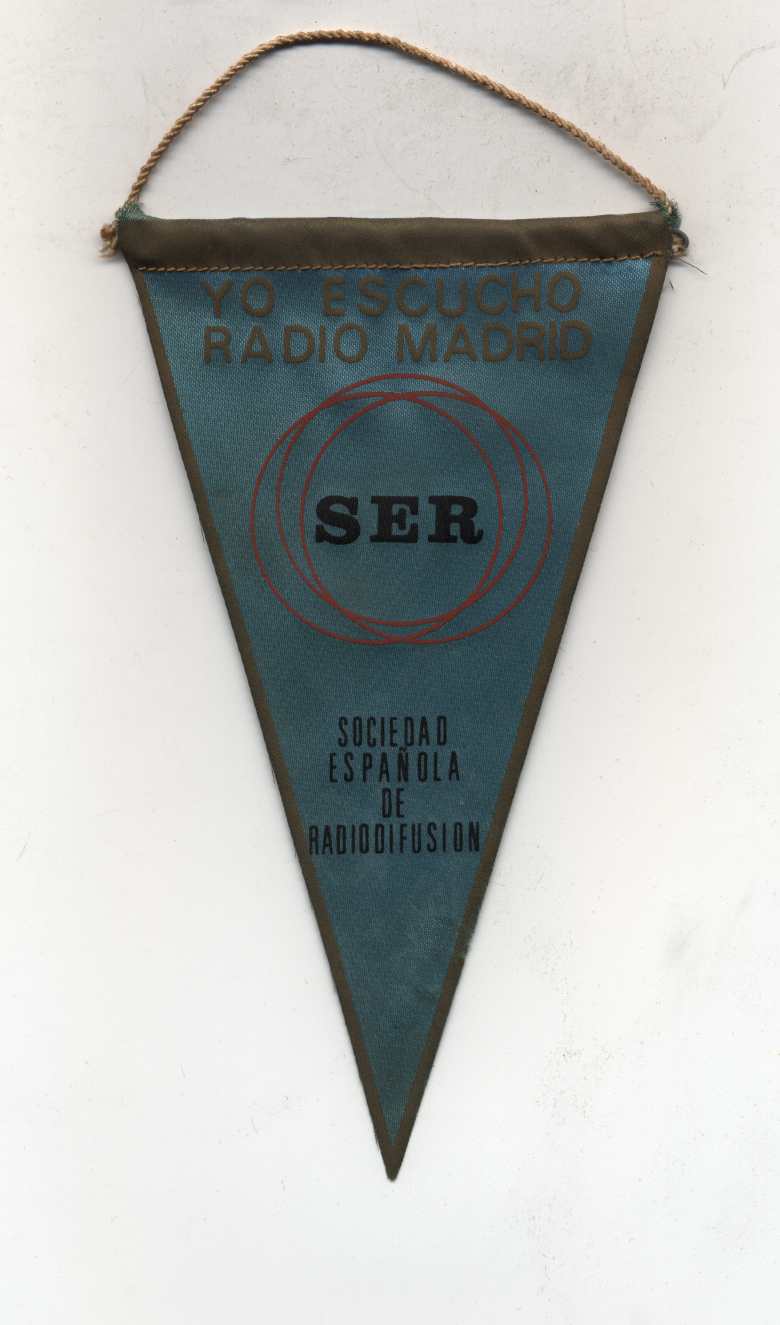 YO ESCUCHO
RADIO MADRID
SER
SOCIEDAD
ESPAÑOLA
DE
RADIODIFUSION